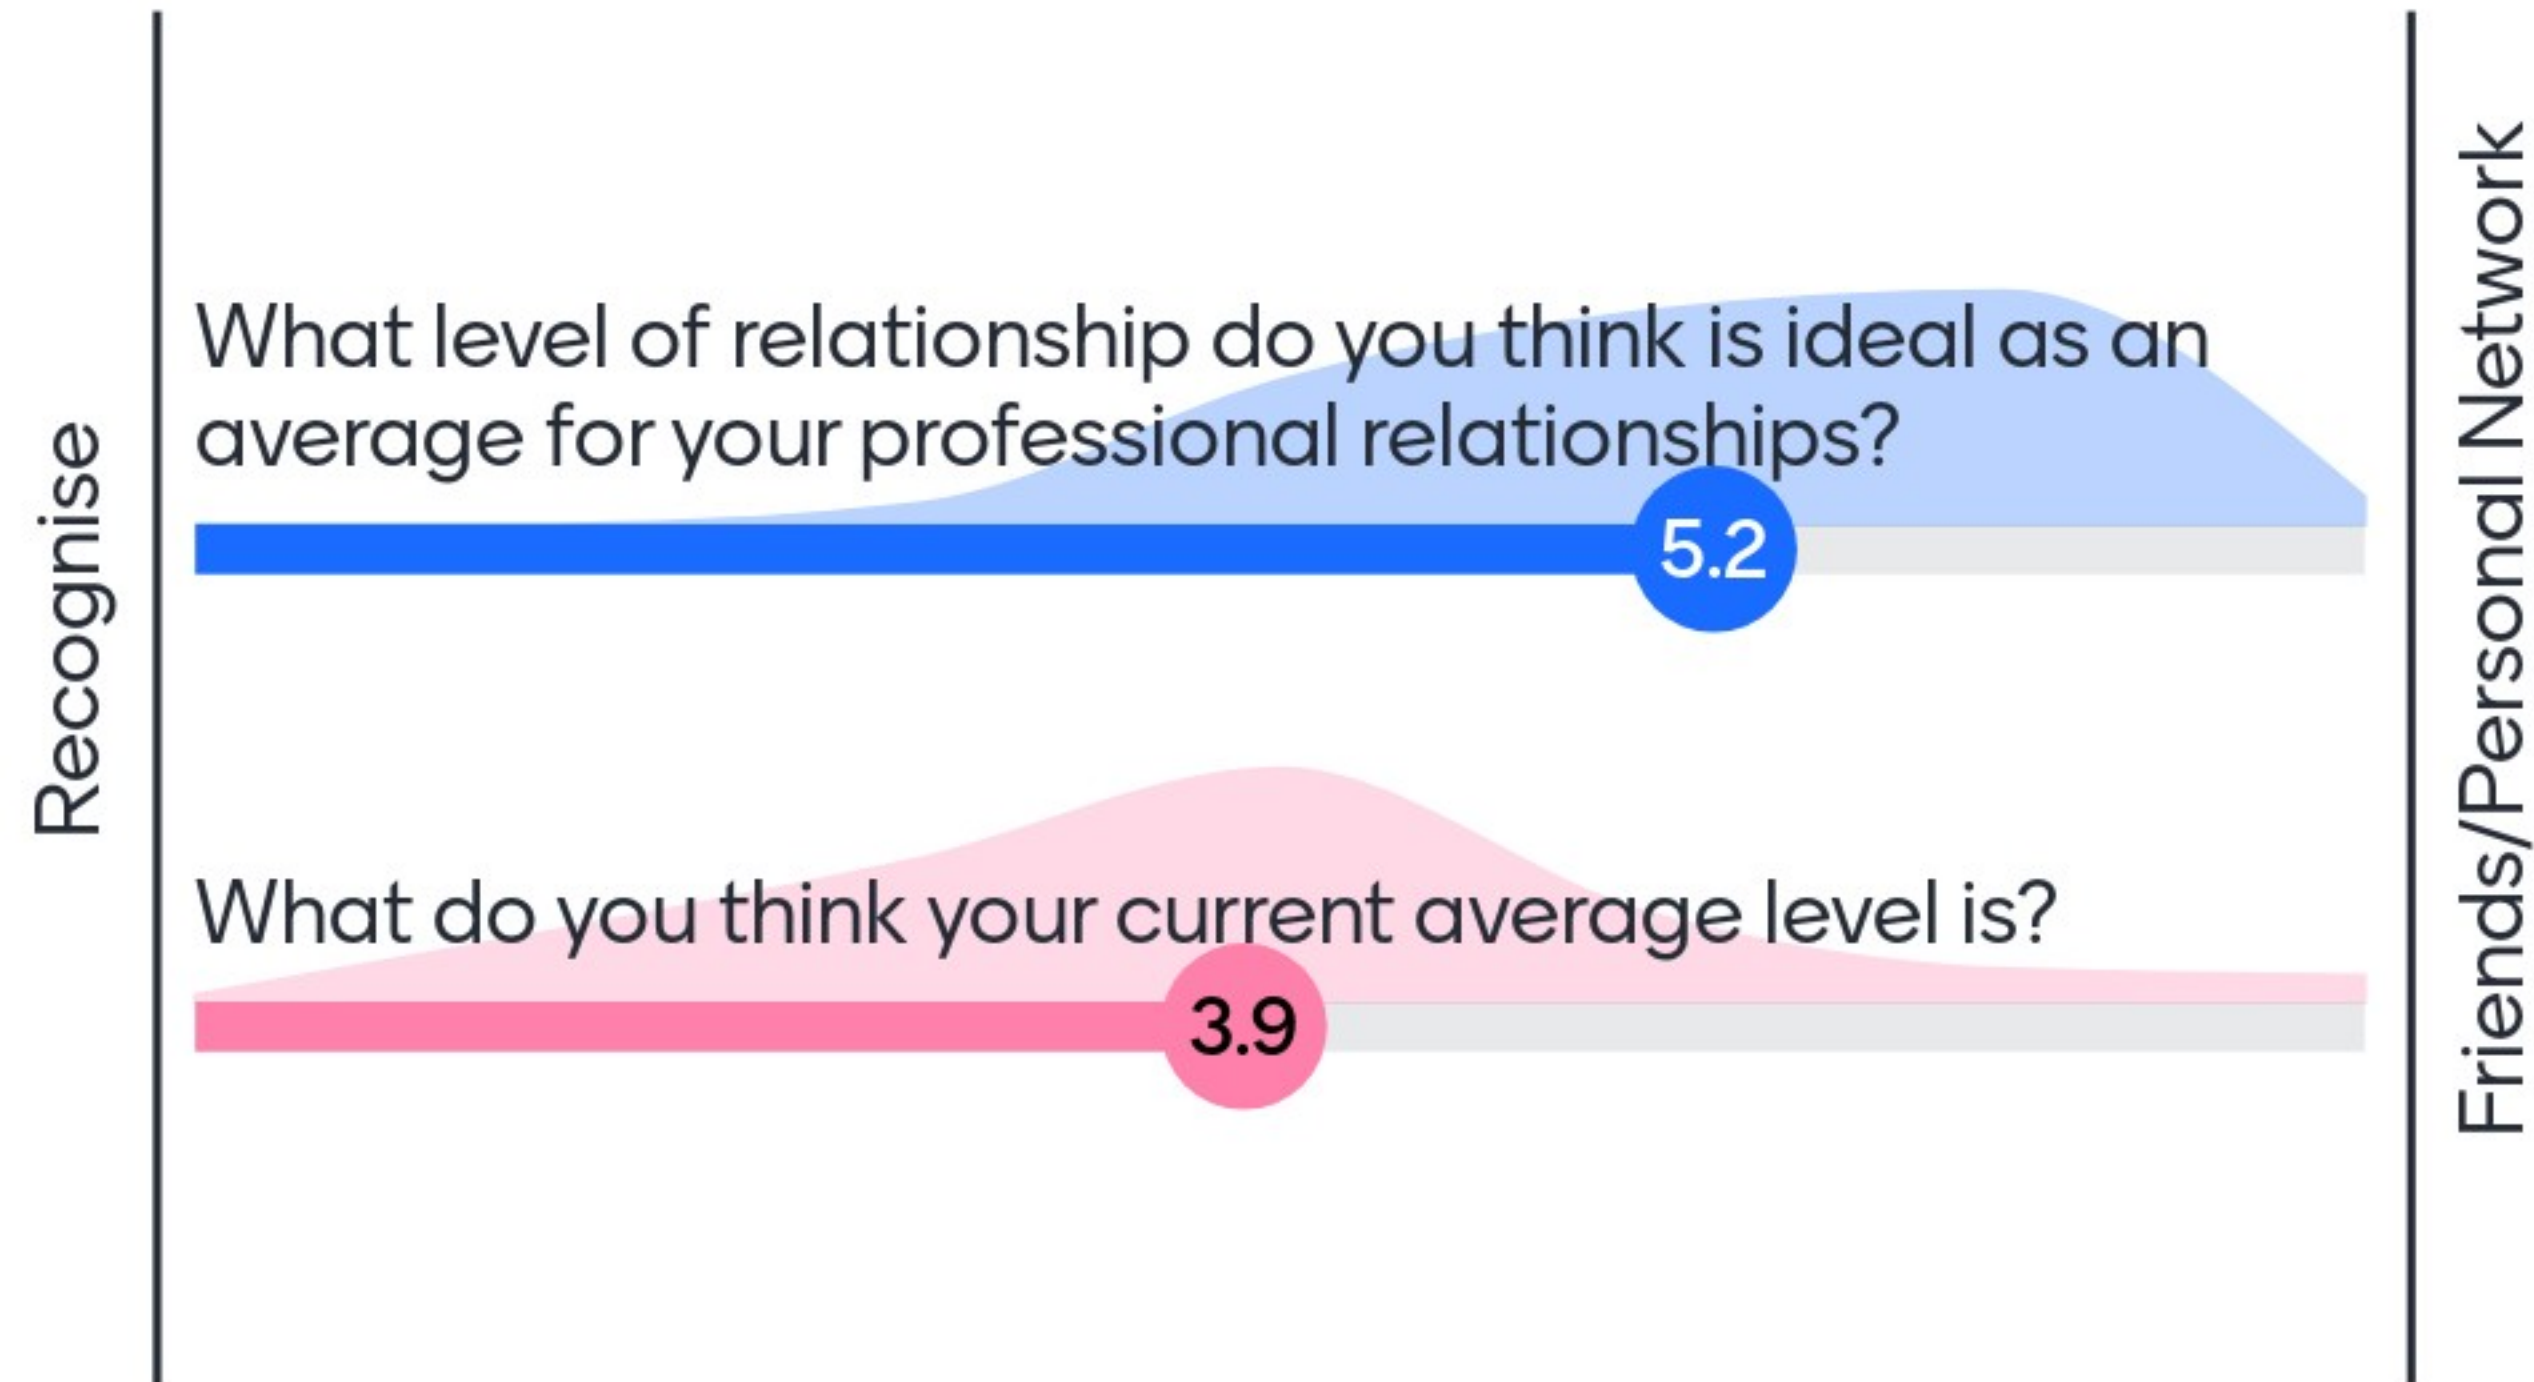 Recognise
What level of relationship do you think is ideal as an
average for your professional relationships?
5.2
What do you think your current average level is?
3.9
Friends/Personal Network